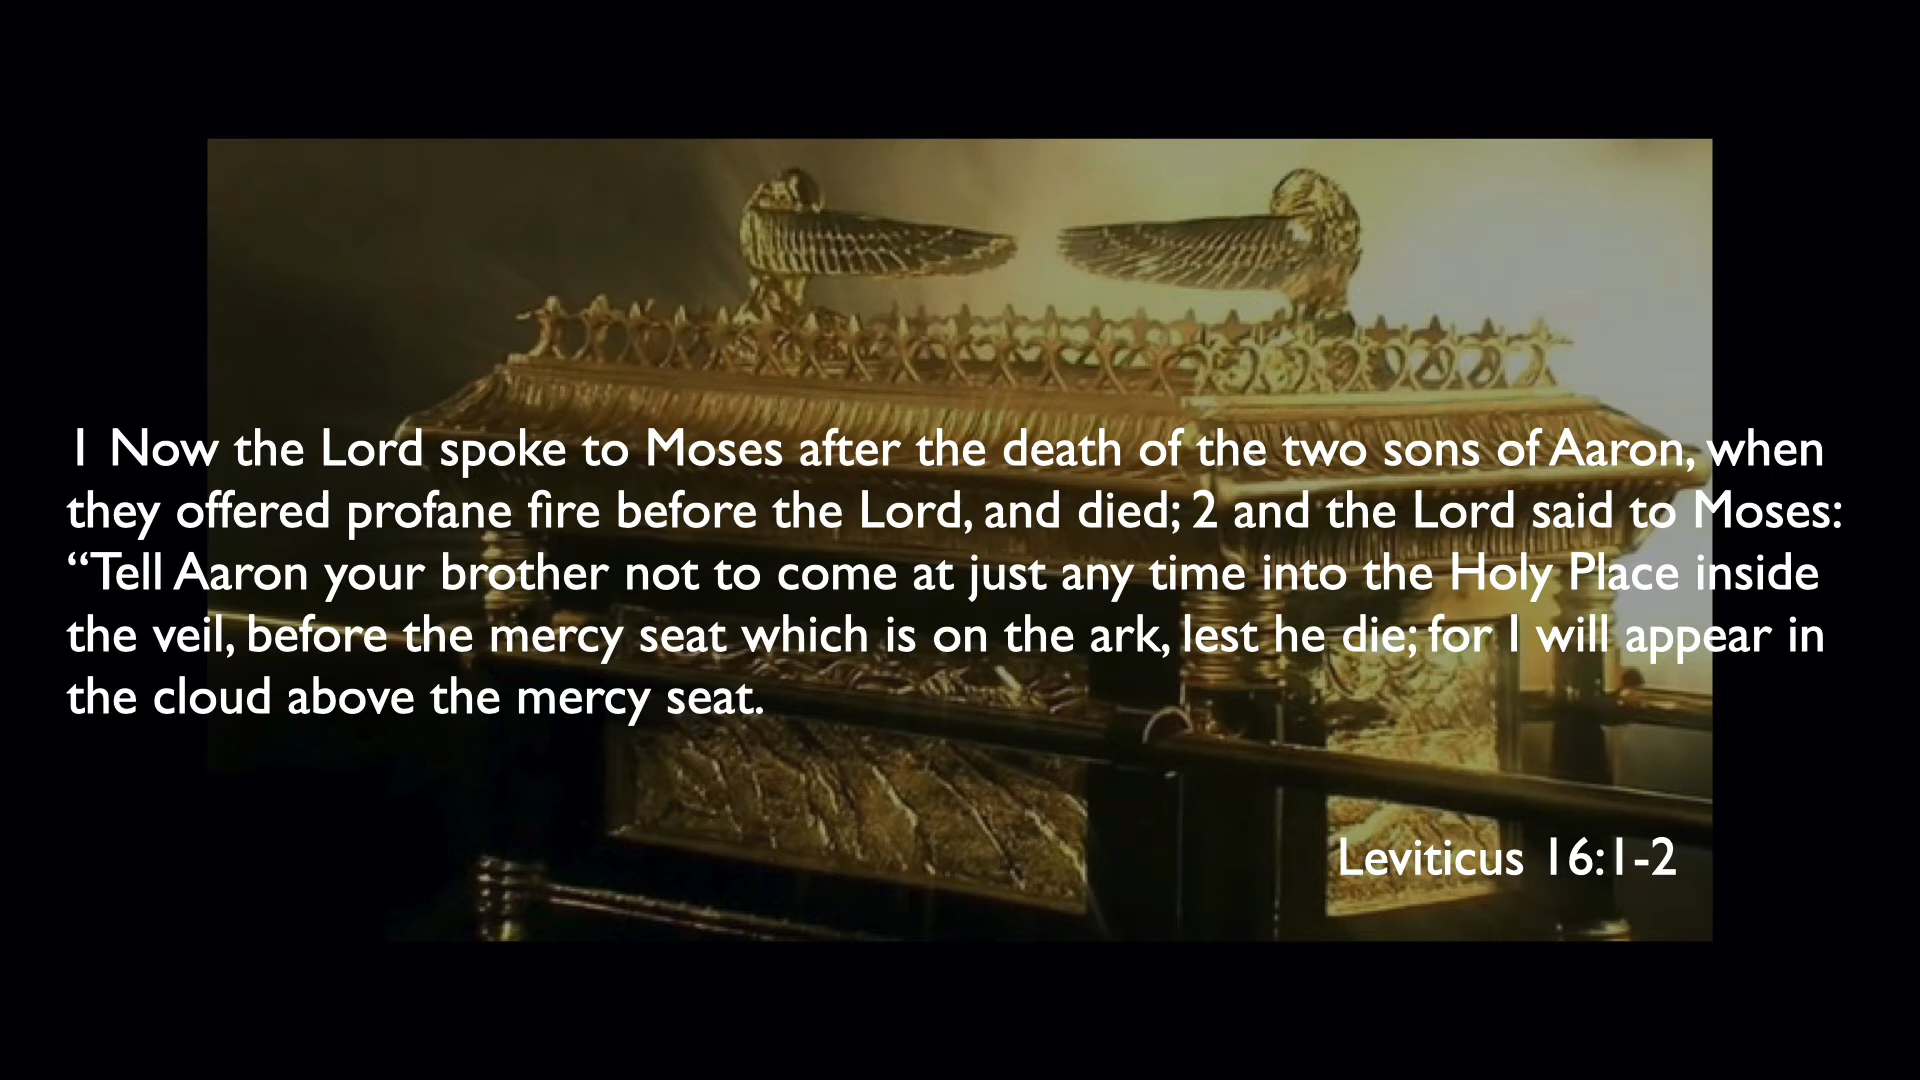 1 Now the Lord spoke to Moses after the death of the two sons of Aaron, when
they offered profane fire before the Lord, and died; 2 and the Lord said to Moses:
“Tell Aaron your brother not to come at just any time into the Holy Place inside
the veil, before the mercy seat which is on the ark, lest he die; for I will appear in
the cloud above the mercy seat.
Leviticus 16:1-2